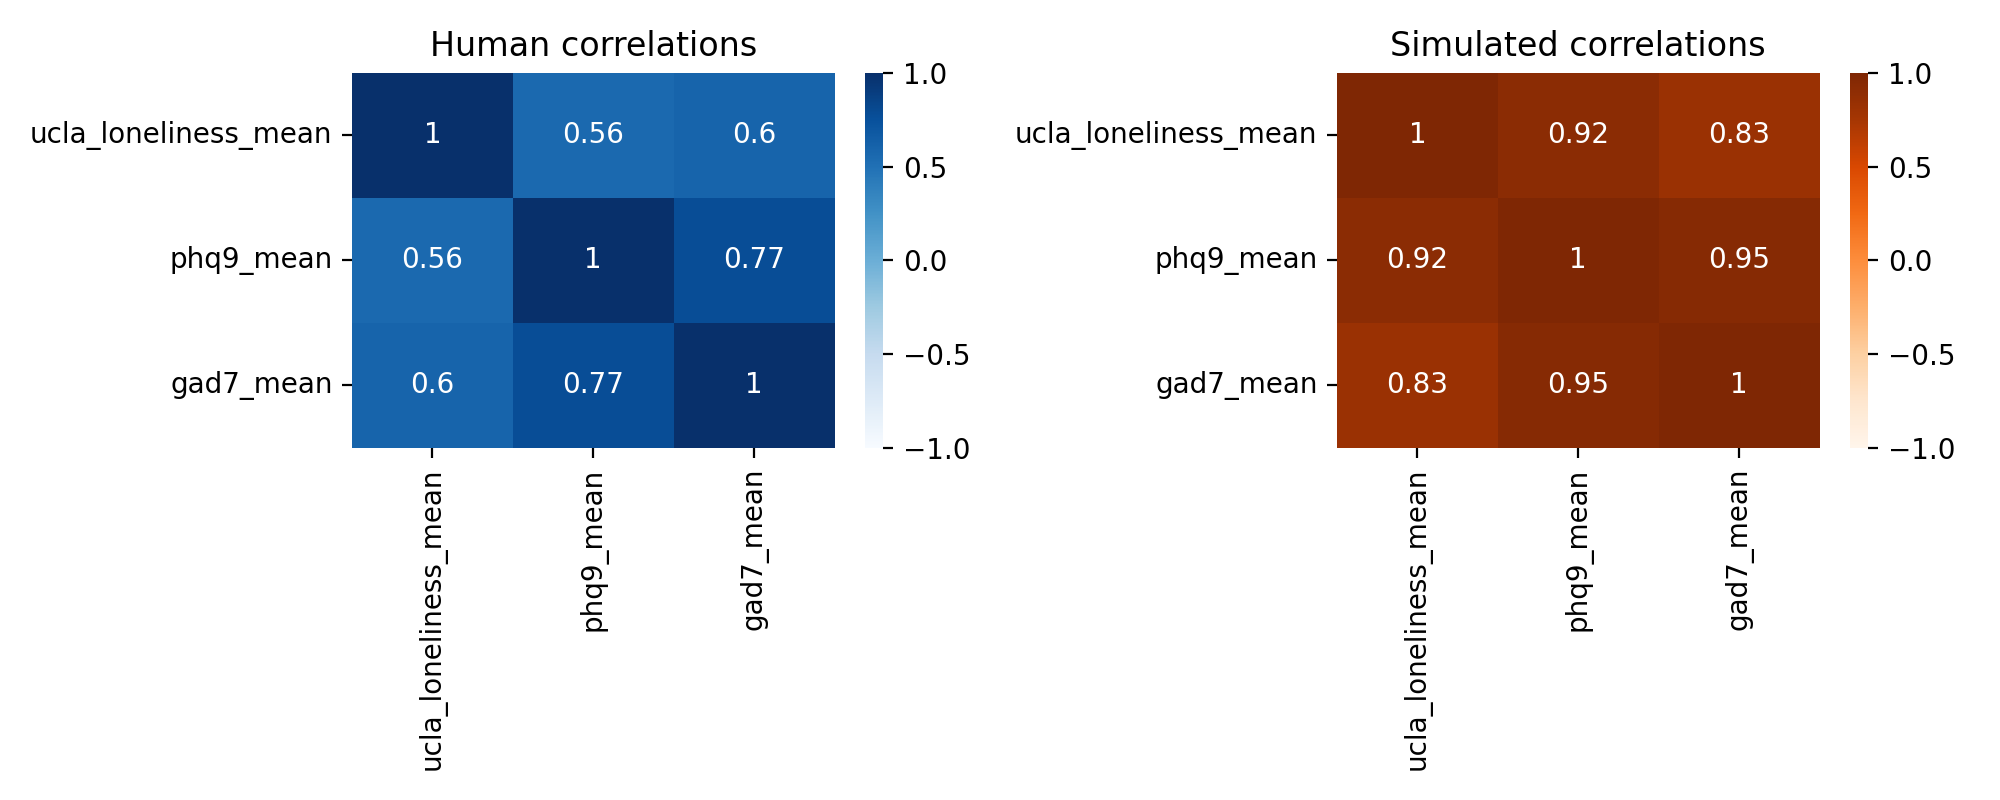 Human correlations
ucla_loneliness_mean
phq9_mean
gad7_mean
1 0.56 0.6
0.56 1 0.77
0.6 0.77 1
ucla_loneliness_mean
phq9_mean
gad7_mean
1.0
0.5
0.0
−0.5
−1.0
Simulated correlations
ucla_loneliness_mean
phq9_mean
gad7_mean
1 0.92 0.83
0.92 1 0.95
0.83 0.95 1
ucla_loneliness_mean
phq9_mean
gad7_mean
1.0
0.5
0.0
−0.5
−1.0